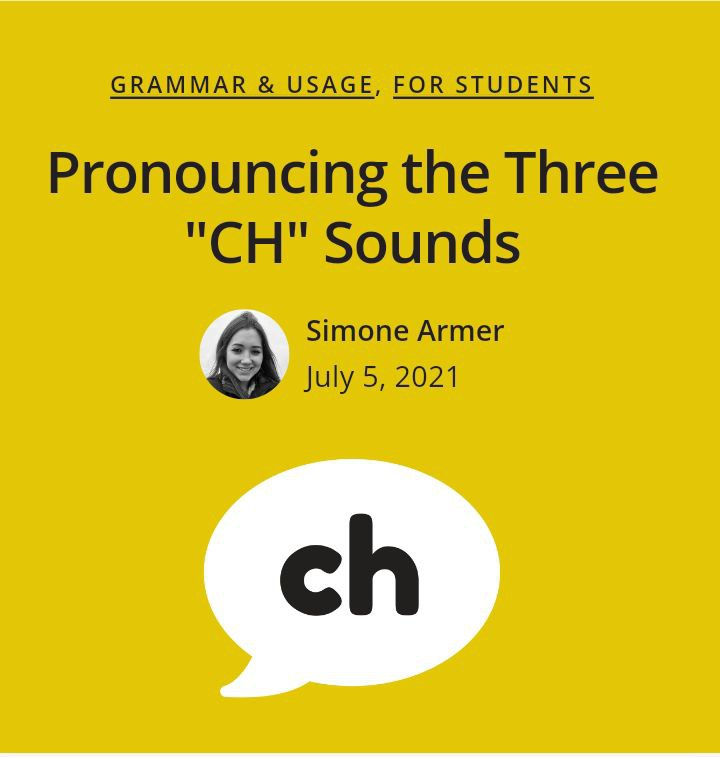 GRAMMAR & USAGE, FOR STUDENTS
Pronouncing the Three
"CH" Sounds
Simone Armer
July 5, 2021
ch